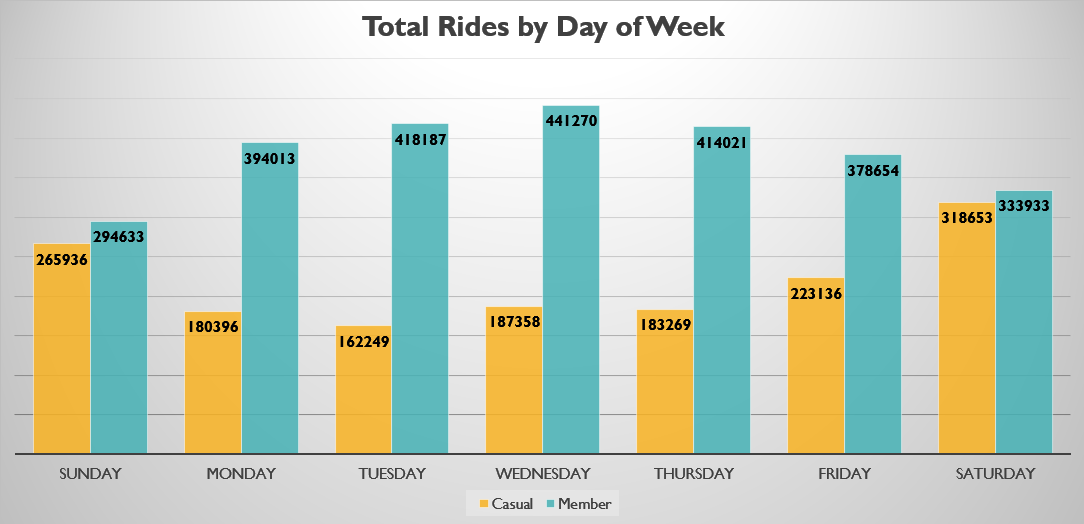 Total Rides by Day of Week
265936 294633
180396 394013
162249 418187
187358 441270
183269 414021
223136 378654
318653 333933
SUNDAY MONDAY TUESDAY WEDNESDAY THURSDAY FRIDAY SATURDAY
Casual Member